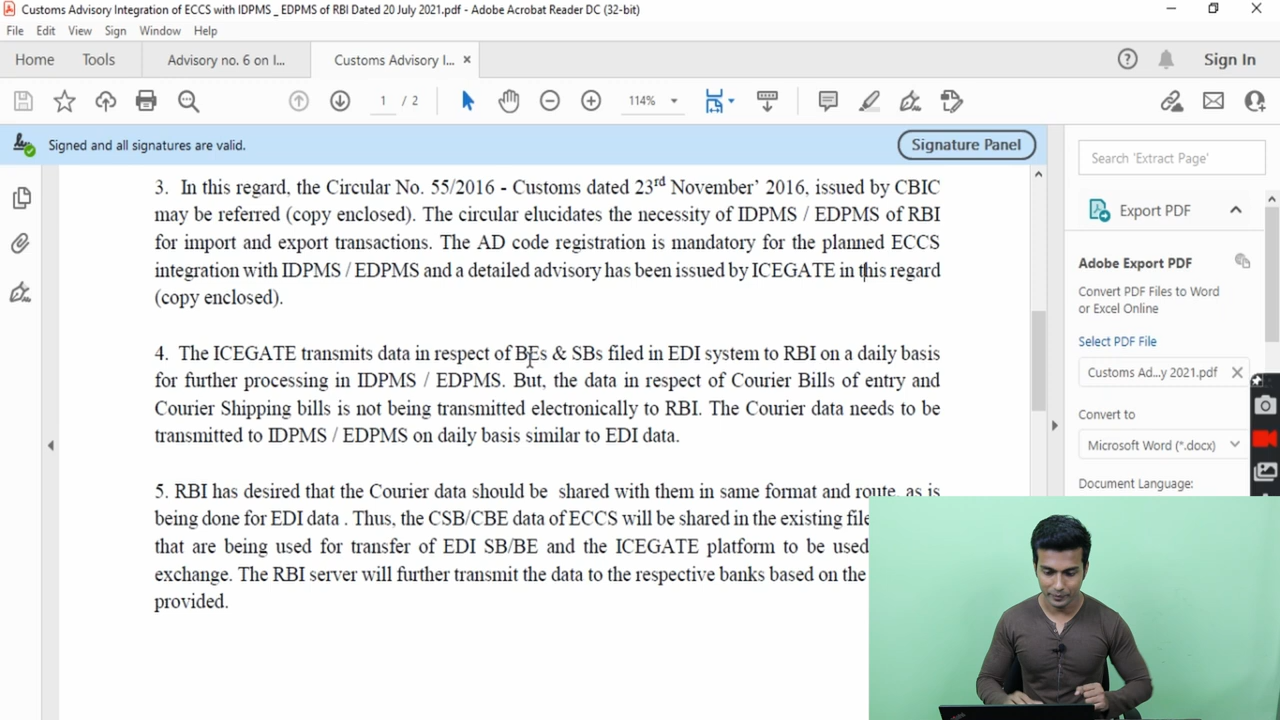 Customs Advisory Integration of ECCS with IDPMS _ EDPMS of RBI Dated 20 July 2021.pdf - Adobe Acrobat Reader DC (32-bit)
File Edit View Sign Window Help
Home Tools Advisory no. 6 on I... Customs Advisory I... Sign In
1 / 2 114%
Signed and all signatures are valid. Signature Panel
3. In this regard, the Circular No. 55/2016 - Customs dated 23rd November' 2016, issued by CBIC
may be referred (copy enclosed). The circular elucidates the necessity of IDPMS / EDPMS of RBI
for import and export transactions. The AD code registration is mandatory for the planned ECCS
integration with IDPMS / EDPMS and a detailed advisory has been issued by ICEGATE in this regard
(copy enclosed).
4. The ICEGATE transmits data in respect of BEs & SBs filed in EDI system to RBI on a daily basis
for further processing in IDPMS / EDPMS. But, the data in respect of Courier Bills of entry and
Courier Shipping bills is not being transmitted electronically to RBI. The Courier data needs to be
transmitted to IDPMS / EDPMS on daily basis similar to EDI data.
5. RBI has desired that the Courier data should be shared with them in same format and route, as is
being done for EDI data . Thus, the CSB/CBE data of ECCS will be shared in the existing file
that are being used for transfer of EDI SB/BE and the ICEGATE platform to be used
exchange. The RBI server will further transmit the data to the respective banks based on the
provided.
Search 'Extract Page'
Export PDF
Adobe Export PDF
Convert PDF Files to Word
or Excel Online
Select PDF File
Customs Ad...y 2021.pdf
Convert to
Microsoft Word (*.docx)
Document Language: